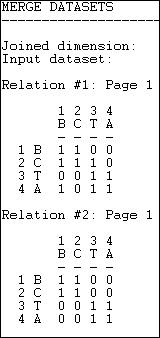 MERGE DATASETS
--------------------
Joined dimension:
Input dataset:
Relation #1: Page 1
1 2 3 4
B C T A
- - - -
1 B 1 1 0 0
2 C 1 1 1 0
3 T 0 0 1 1
4 A 1 0 1 1
Relation #2: Page 1
1 2 3 4
B C T A
- - - -
1 B 1 1 0 0
2 C 1 1 0 0
3 T 0 0 1 1
4 A 0 0 1 1